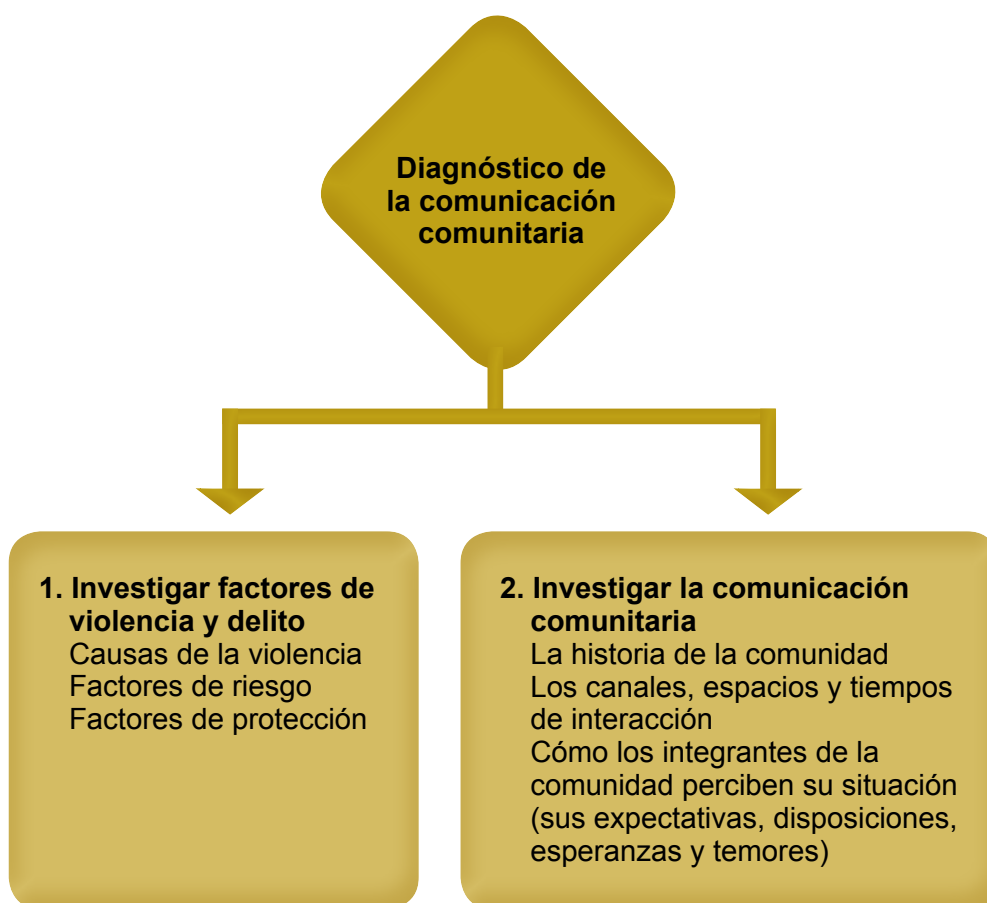 Diagnóstico de
la comunicación
comunitaria
1. Investigar factores de
violencia y delito
Causas de la violencia
Factores de riesgo
Factores de protección
2. Investigar la comunicación
comunitaria
La historia de la comunidad
Los canales, espacios y tiempos
de interacción
Cómo los integrantes de la
comunidad perciben su situación
(sus expectativas, disposiciones,
esperanzas y temores)